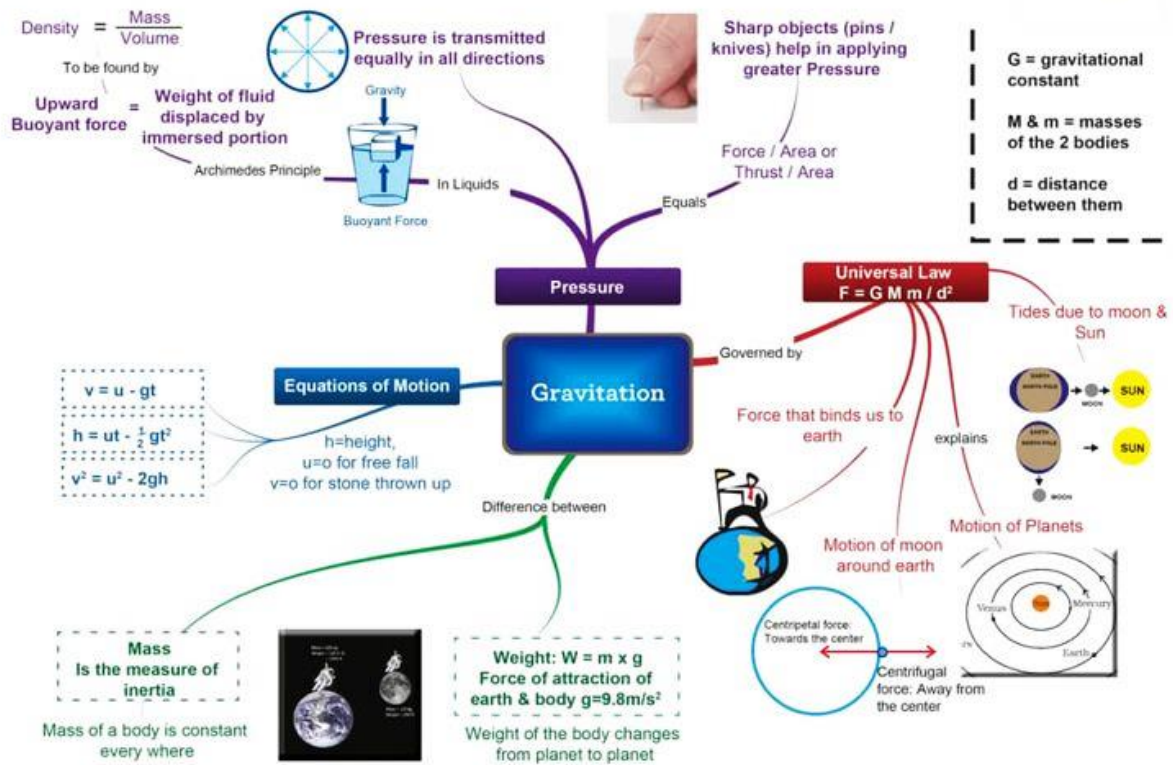 Density = Mass
Volume
To be found by
Upward
Buoyant force
=
Weight of fluid
displaced by
immersed portion
Archimedes Principle
Pressure is transmitted
equally in all directions
Gravity
Buoyant Force
In Liquids
Sharp objects (pins /
knives) help in applying
greater Pressure
Force / Area or
Thrust / Area
Equals
G = gravitational
constant
M & m = masses
of the 2 bodies
d = distance
between them
Pressure
Gravitation
Governed by
Universal Law
F = G M m / d²
Tides due to moon &
Sun
EARTH
NORTH POLE
MOON
SUN
EARTH
NORTH POLE
SUN
MOON
Force that binds us to
earth
explains
Motion of moon
around earth
Motion of Planets
Centripetal force:
Towards the center
Centrifugal
force: Away from
the center
Sun
Venus
Mercury
Earth
rs
Equations of Motion
v = u - gt
h = ut - ½ gt²
v² = u² - 2gh
h=height,
u=o for free fall
v=o for stone thrown up
Difference between
Mass
Is the measure of
inertia
Mass of a body is constant
every where
Weight: W = m x g
Force of attraction of
earth & body g=9.8m/s²
Weight of the body changes
from planet to planet